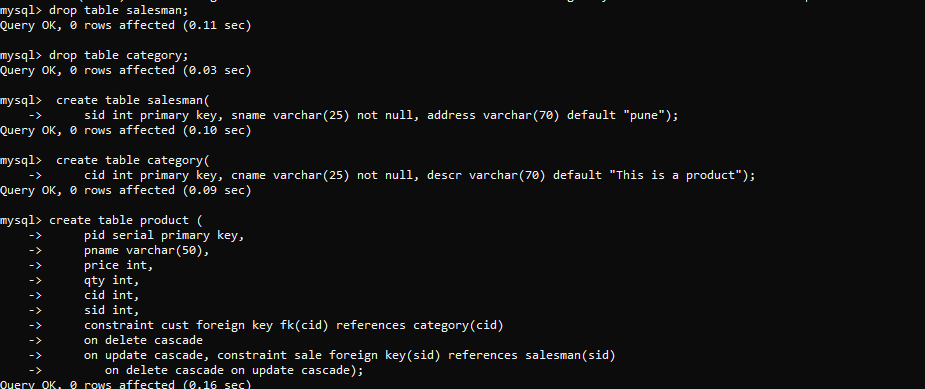 mysql> drop table salesman;
Query OK, 0 rows affected (0.11 sec)
mysql> drop table category;
Query OK, 0 rows affected (0.03 sec)
mysql>  create table salesman(
    ->      sid int primary key, sname varchar(25) not null, address varchar(70) default "pune");
Query OK, 0 rows affected (0.10 sec)
mysql>  create table category(
    ->      cid int primary key, cname varchar(25) not null, descr varchar(70) default "This is a product");
Query OK, 0 rows affected (0.09 sec)
mysql> create table product (
    ->      pid serial primary key,
    ->      pname varchar(50),
    ->      price int,
    ->      qty int,
    ->      cid int,
    ->      sid int,
    ->      constraint cust foreign key fk(cid) references category(cid)
    ->      on delete cascade
    ->      on update cascade, constraint sale foreign key(sid) references salesman(sid)
    ->         on delete cascade on update cascade);
Query OK, 0 rows affected (0.16 sec)